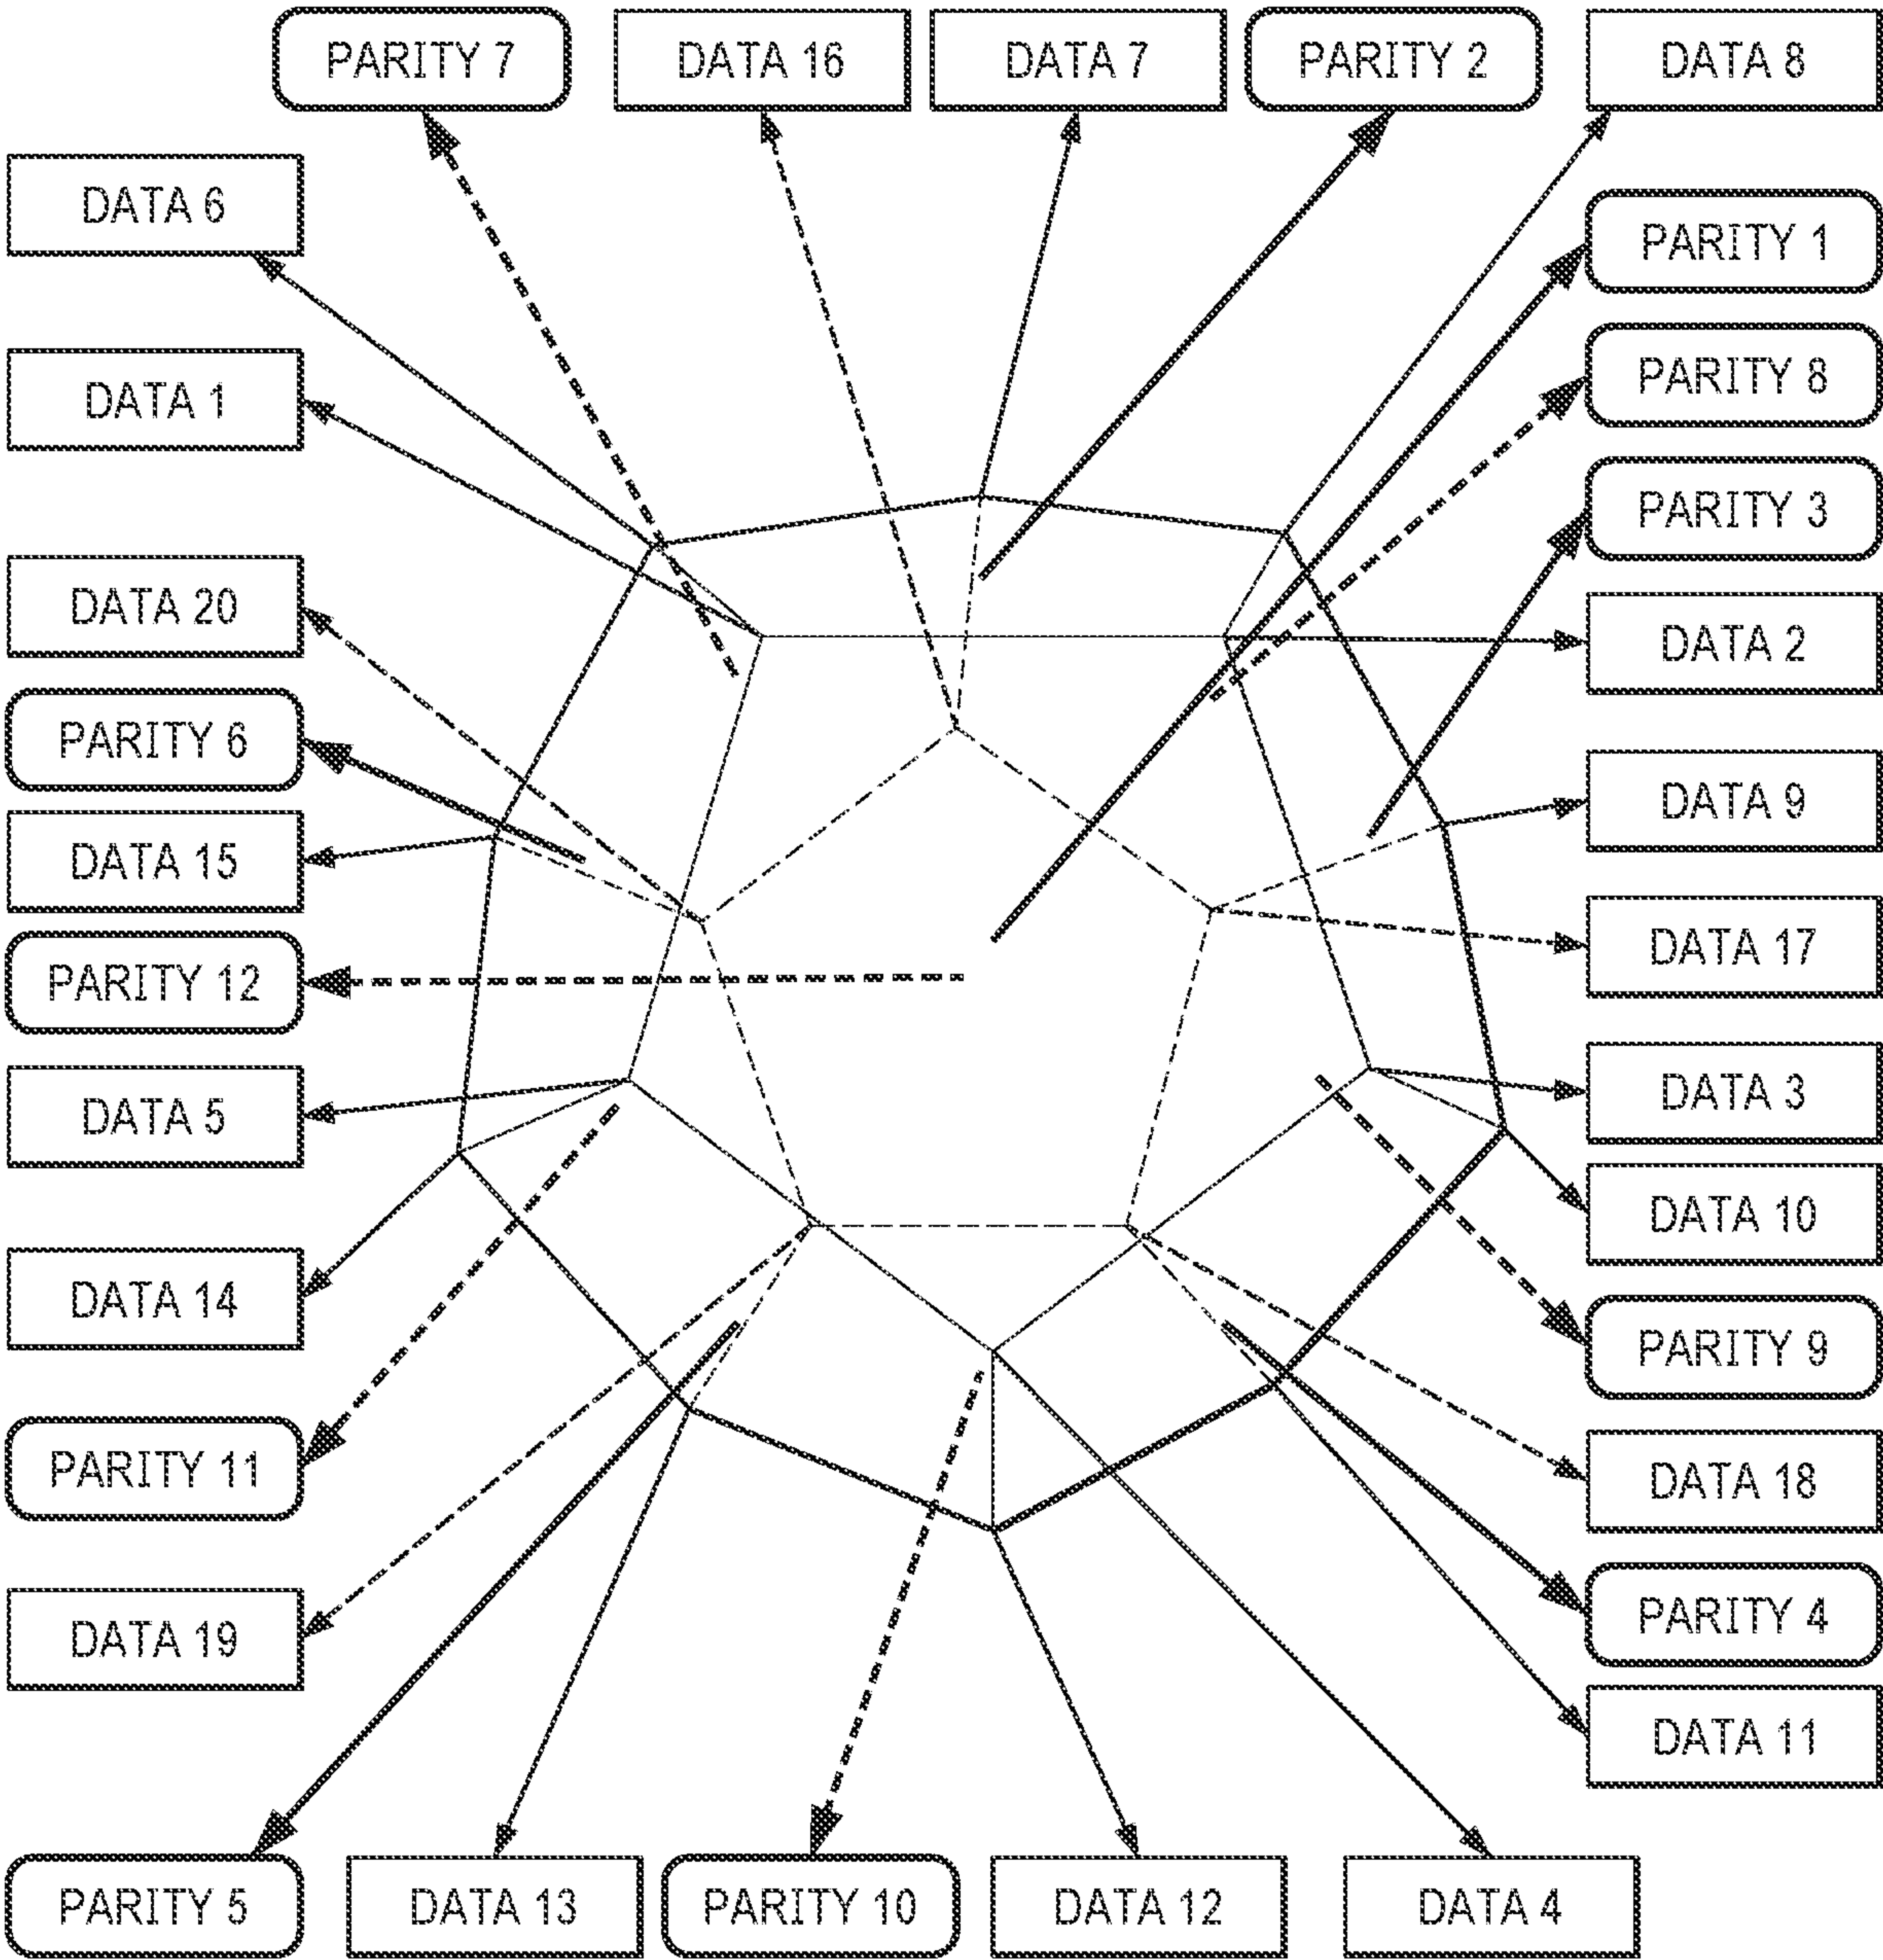 PARITY 7
DATA 16
DATA 7
PARITY 2
DATA 8
DATA 6
PARITY 1
DATA 1
PARITY 8
PARITY 3
DATA 20
DATA 2
PARITY 6
DATA 9
DATA 15
DATA 17
PARITY 12
DATA 3
DATA 5
DATA 10
DATA 14
PARITY 9
PARITY 11
DATA 18
PARITY 4
DATA 19
DATA 11
PARITY 5
DATA 13
PARITY 10
DATA 12
DATA 4